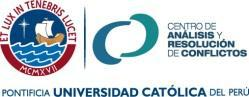 ET LUX IN TENEBRIS LUCET
MCMXVII
CENTRO DE
ANÁLISIS Y
RESOLUCIÓN
DE CONFLICTOS
PONTIFICIA UNIVERSIDAD CATÓLICA DEL PERÚ